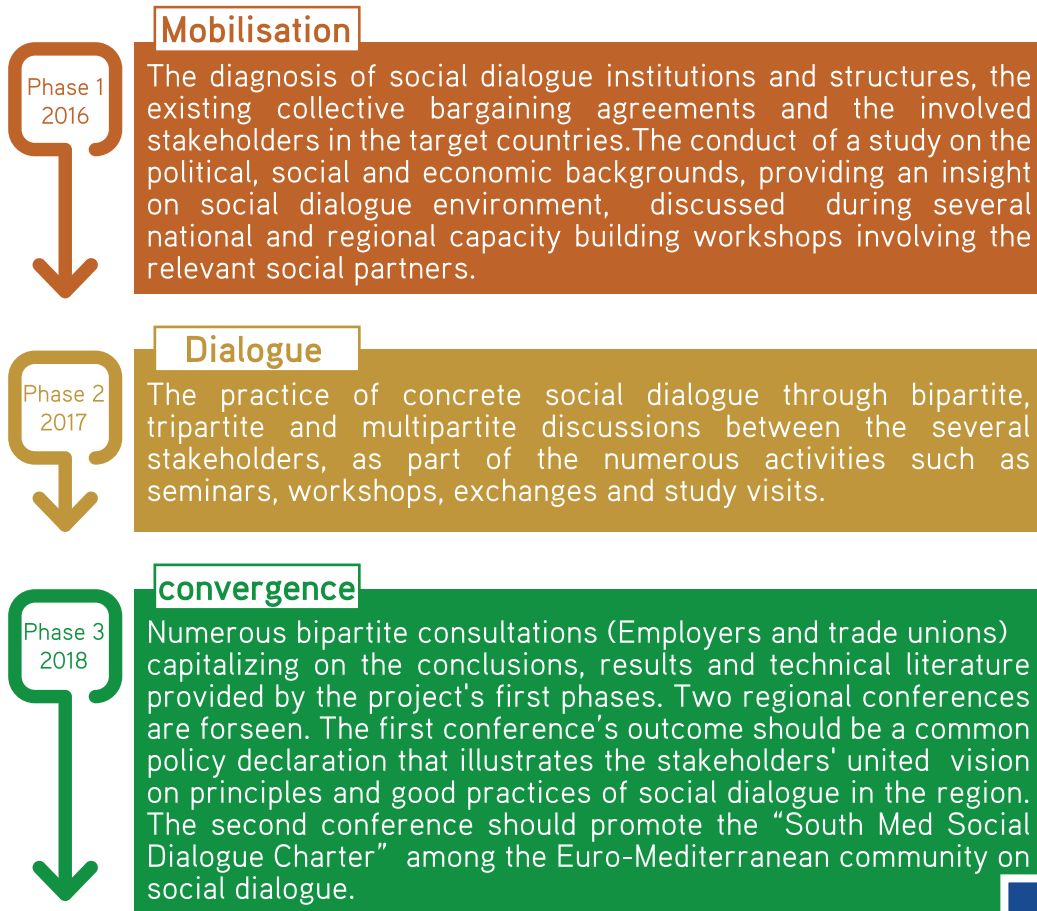 Mobilisation
Phase 1
2016
The diagnosis of social dialogue institutions and structures, the
existing collective bargaining agreements and the involved
stakeholders in the target countries.The conduct of a study on the
political, social and economic backgrounds, providing an insight
on social dialogue environment, discussed during several
national and regional capacity building workshops involving the
relevant social partners.
Dialogue
Phase 2
2017
The practice of concrete social dialogue through bipartite,
tripartite and multipartite discussions between the several
stakeholders, as part of the numerous activities such as
seminars, workshops, exchanges and study visits.
convergence
Phase 3
2018
Numerous bipartite consultations (Employers and trade unions)
capitalizing on the conclusions, results and technical literature
provided by the project's first phases. Two regional conferences
are forseen. The first conference’s outcome should be a common
policy declaration that illustrates the stakeholders' united vision
on principles and good practices of social dialogue in the region.
The second conference should promote the “South Med Social
Dialogue Charter” among the Euro-Mediterranean community on
social dialogue.